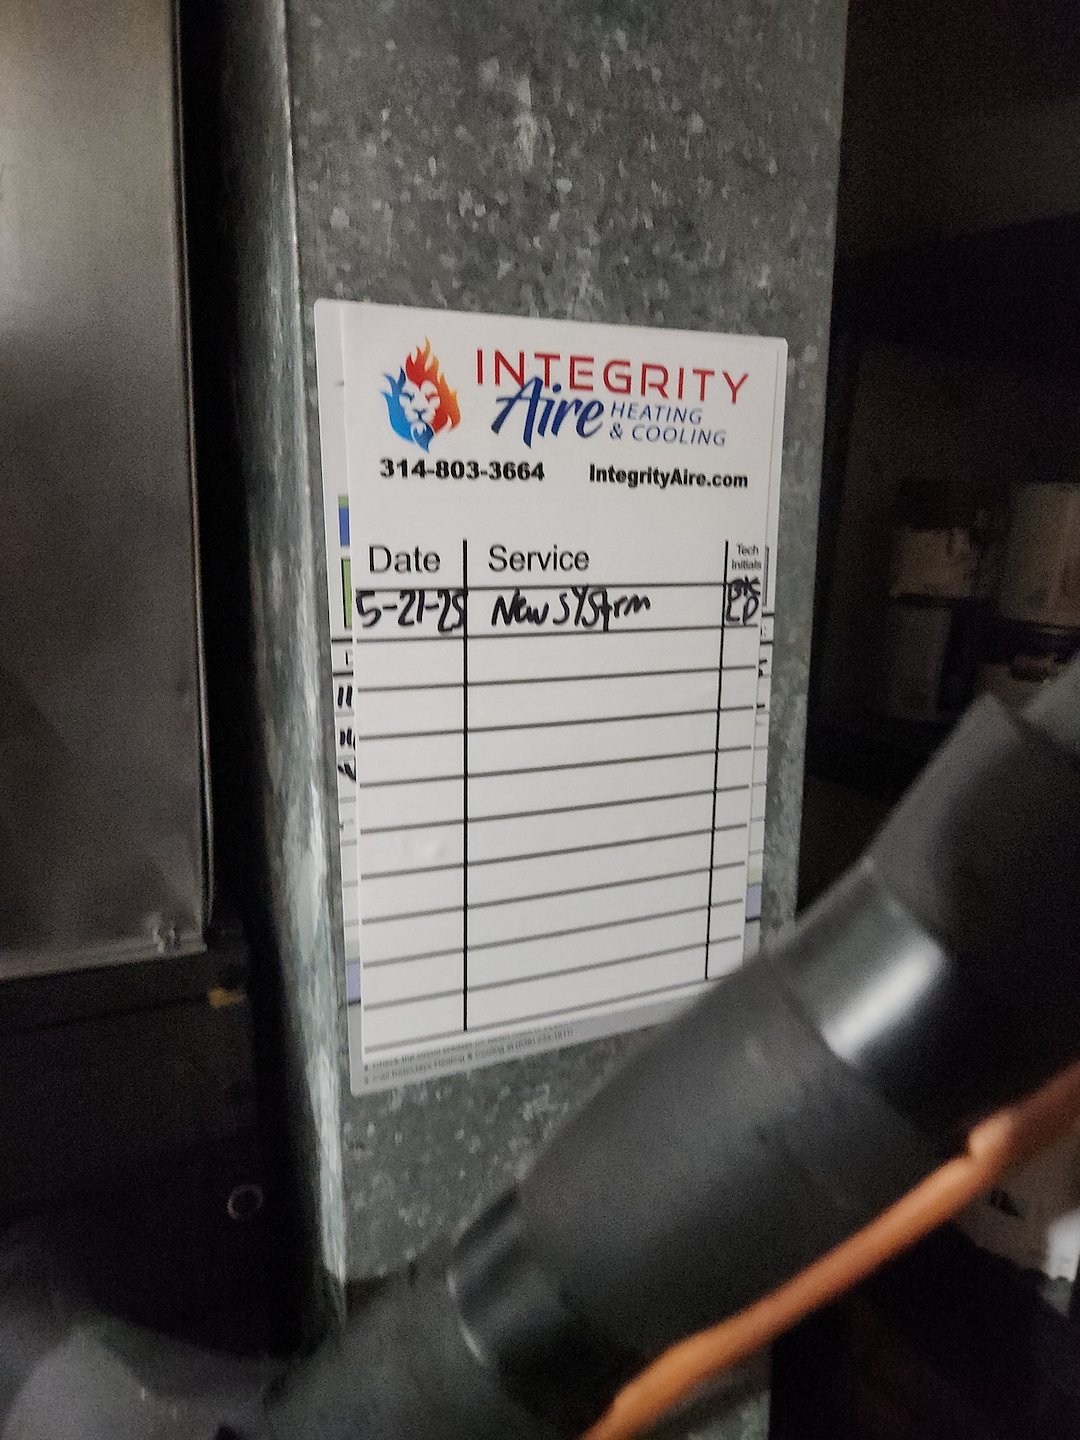 INTEGRITY
Aire HEATING & COOLING
314-803-3664 IntegrityAire.com
Date Service Tech Initials
5-21-25 New System